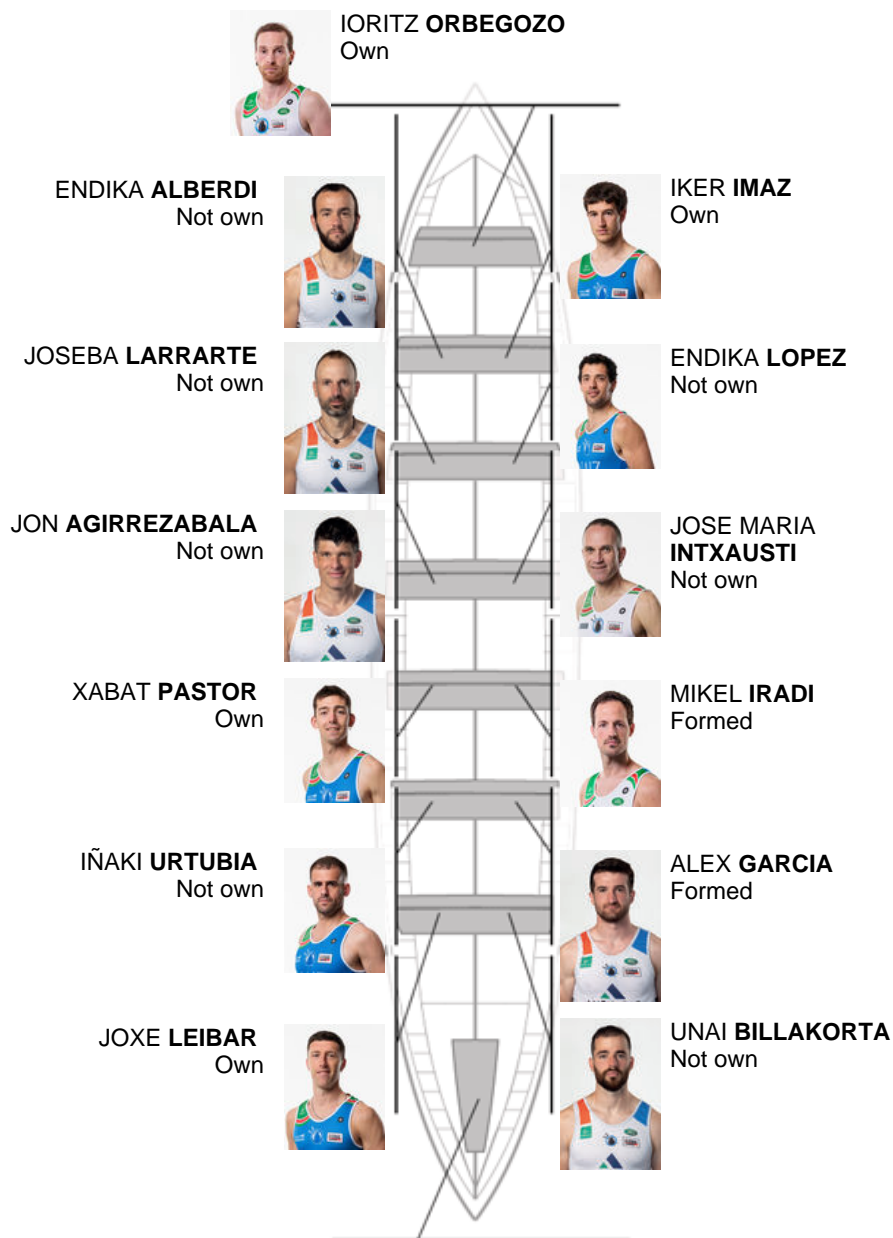 IORITZ ORBEGOZO
Own
ENDIKA ALBERDI
Not own
IKER IMAZ
Own
JOSEBA LARRARTE
Not own
ENDIKA LOPEZ
Not own
JON AGIRREZABALA
Not own
JOSE MARIA
INTXAUSTI
Not own
XABAT PASTOR
Own
MIKEL IRADI
Formed
IÑAKI URTUBIA
Not own
ALEX GARCIA
Formed
JOXE LEIBAR
Own
UNAI BILLAKORTA
Not own